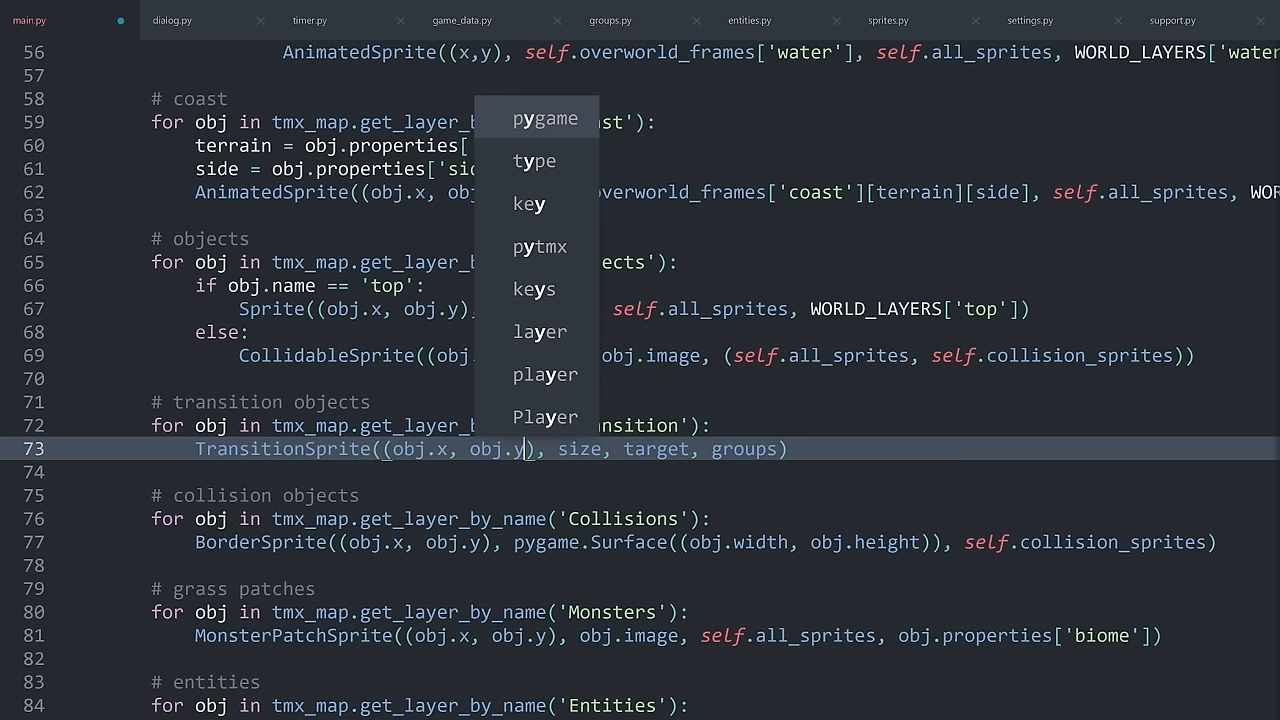 main.py dialog.py timer.py game_data.py groups.py entities.py sprites.py settings.py support.py
56 AnimatedSprite((x,y), self.overworld_frames['water'], self.all_sprites, WORLD_LAYERS['water
57
58 # coast
59 for obj in tmx_map.get_layer_b st'):
60 terrain = obj.properties[
61 side = obj.properties['sid
62 AnimatedSprite((obj.x, ob overworld_frames['coast'][terrain][side], self.all_sprites, WOR
63
64 # objects
65 for obj in tmx_map.get_layer_b ects'):
66 if obj.name == 'top':
67 Sprite((obj.x, obj.y) self.all_sprites, WORLD_LAYERS['top'])
68 else:
69 CollidableSprite((obj. obj.image, (self.all_sprites, self.collision_sprites))
70
71 # transition objects
72 for obj in tmx_map.get_layer_b nsition'):
73 TransitionSprite((obj.x, obj.y), size, target, groups)
74
75 # collision objects
76 for obj in tmx_map.get_layer_by_name('Collisions'):
77 BorderSprite((obj.x, obj.y), pygame.Surface((obj.width, obj.height)), self.collision_sprites)
78
79 # grass patches
80 for obj in tmx_map.get_layer_by_name('Monsters'):
81 MonsterPatchSprite((obj.x, obj.y), obj.image, self.all_sprites, obj.properties['biome'])
82
83 # entities
84 for obj in tmx_map.get_layer_by_name('Entities'):
pygame
type
key
pytmx
keys
layer
player
Player